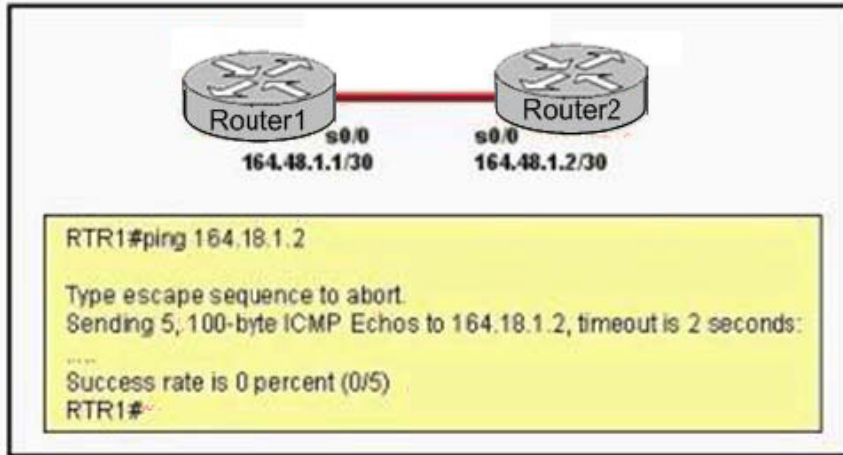 Router1
Router2
s0/0
s0/0
164.48.1.1/30
164.48.1.2/30
RTR1#ping 164.18.1.2
Type escape sequence to abort.
Sending 5, 100-byte ICMP Echos to 164.18.1.2, timeout is 2 seconds:
.....
Success rate is 0 percent (0/5)
RTR1#